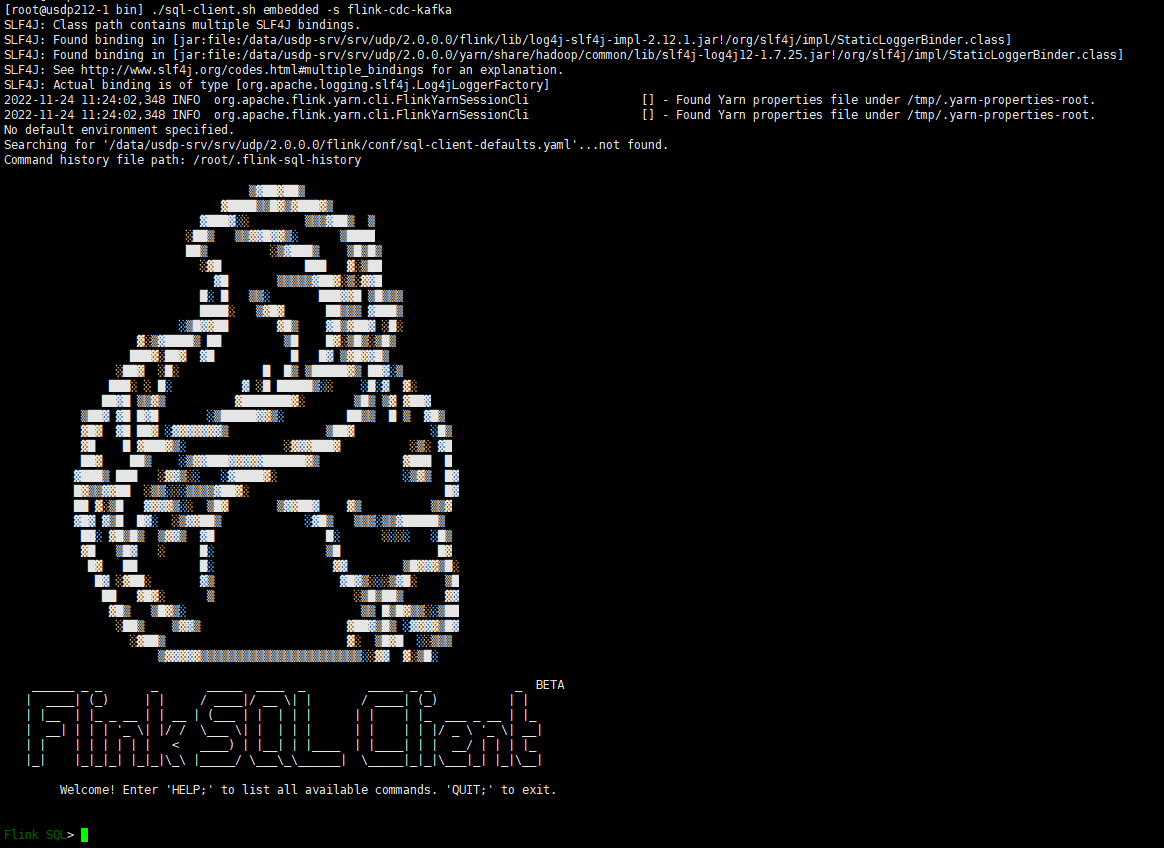 [root@usdp212-1 bin] ./sql-client.sh embedded -s flink-cdc-kafka
SLF4J: Class path contains multiple SLF4J bindings.
SLF4J: Found binding in [jar:file:/data/usdp-srv/srv/udp/2.0.0.0/flink/lib/log4j-slf4j-impl-2.12.1.jar!/org/slf4j/impl/StaticLoggerBinder.class]
SLF4J: Found binding in [jar:file:/data/usdp-srv/srv/udp/2.0.0.0/yarn/share/hadoop/common/lib/slf4j-log4j12-1.7.25.jar!/org/slf4j/impl/StaticLoggerBinder.class]
SLF4J: See http://www.slf4j.org/codes.html#multiple_bindings for an explanation.
SLF4J: Actual binding is of type [org.apache.logging.slf4j.Log4jLoggerFactory]
2022-11-24 11:24:02,348 INFO  org.apache.flink.yarn.cli.FlinkYarnSessionCli                [] - Found Yarn properties file under /tmp/.yarn-properties-root.
2022-11-24 11:24:02,348 INFO  org.apache.flink.yarn.cli.FlinkYarnSessionCli                [] - Found Yarn properties file under /tmp/.yarn-properties-root.
No default environment specified.
Searching for '/data/usdp-srv/srv/udp/2.0.0.0/flink/conf/sql-client-defaults.yaml'...not found.
Command history file path: /root/.flink-sql-history
BETA
Flink SQL Client
Welcome! Enter 'HELP;' to list all available commands. 'QUIT;' to exit.
Flink SQL>